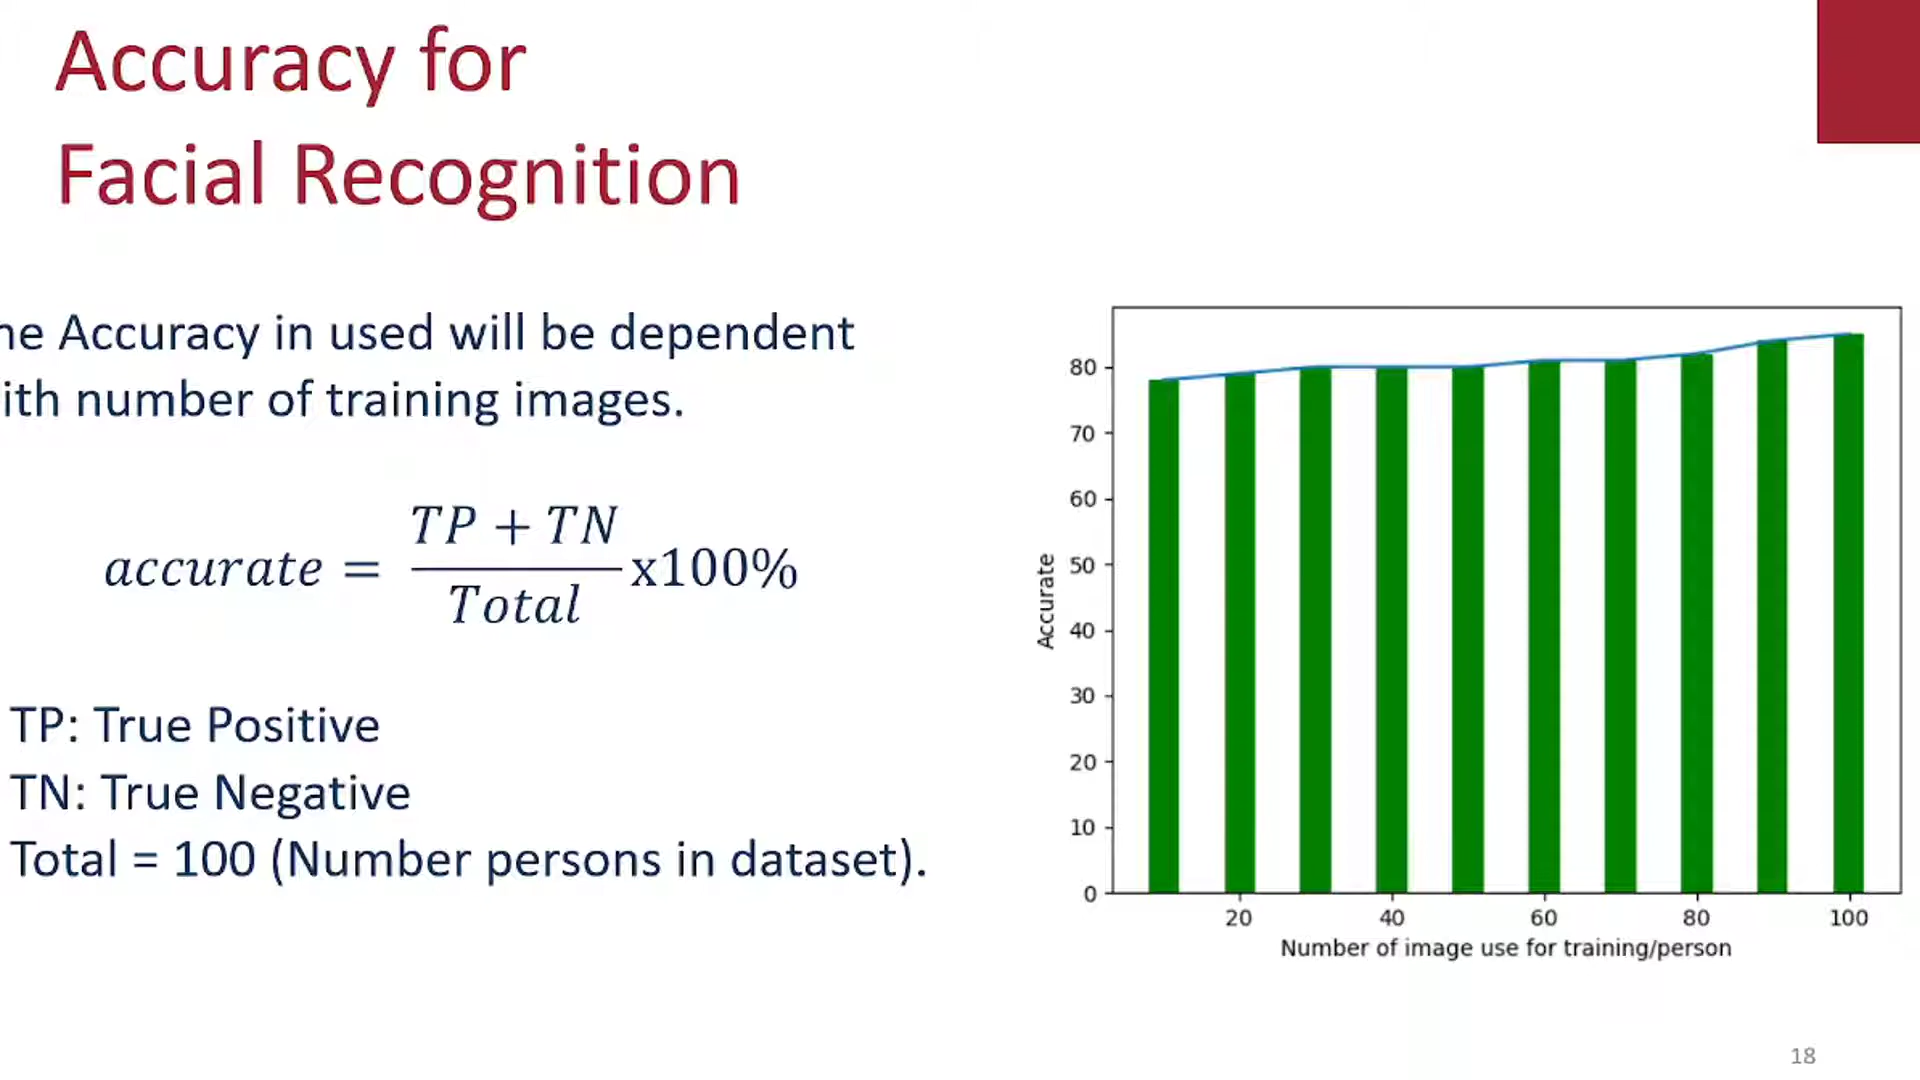 Accuracy for
Facial Recognition
he Accuracy in used will be dependent
ith number of training images.
accurate = TP + TN / Total x100%
TP: True Positive
TN: True Negative
Total = 100 (Number persons in dataset).
Accurate
80
70
60
50
40
30
20
10
0
20 40 60 80 100
Number of image use for training/person
18